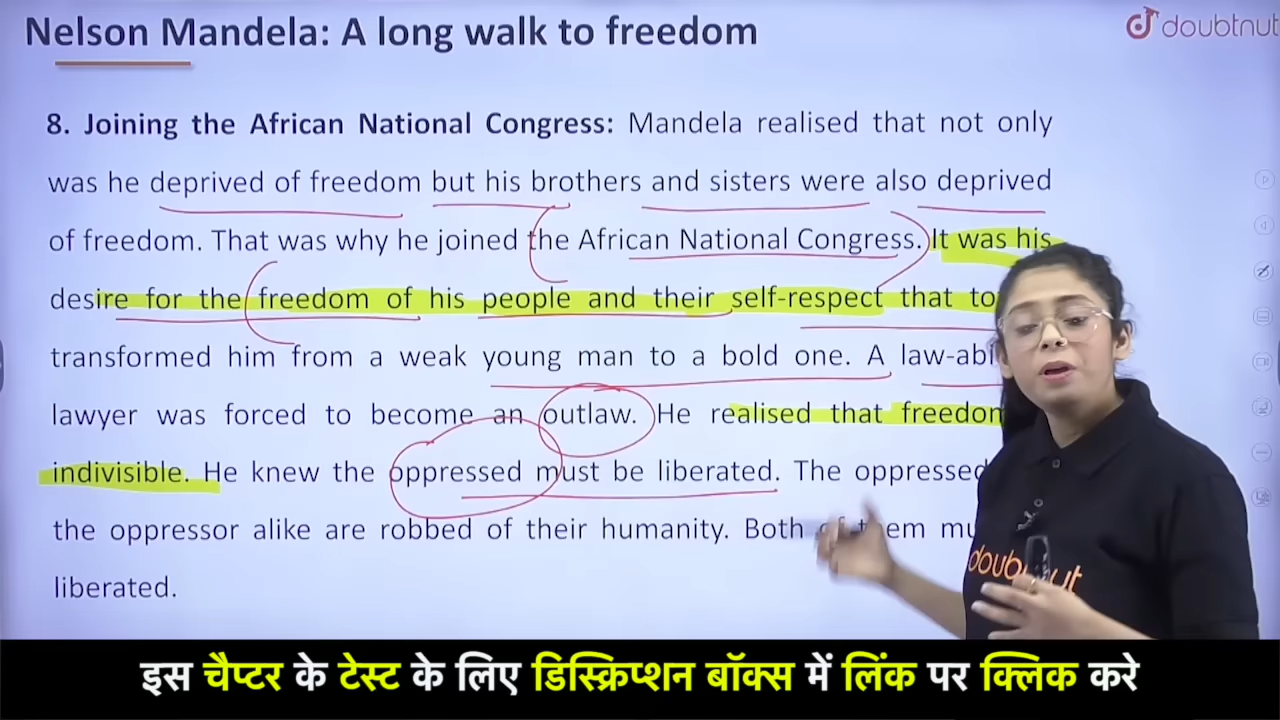 Nelson Mandela: A long walk to freedom
doubtnut
8. Joining the African National Congress: Mandela realised that not only
was he deprived of freedom but his brothers and sisters were also deprived
of freedom. That was why he joined the African National Congress. It was his
desire for the freedom of his people and their self-respect that to
transformed him from a weak young man to a bold one. A law-abi
lawyer was forced to become an outlaw. He realised that freedom
indivisible. He knew the oppressed must be liberated. The oppressed
the oppressor alike are robbed of their humanity. Both of them mu
liberated.
doubtnut
इस चैप्टर के टेस्ट के लिए डिस्क्रिप्शन बॉक्स में लिंक पर क्लिक करे